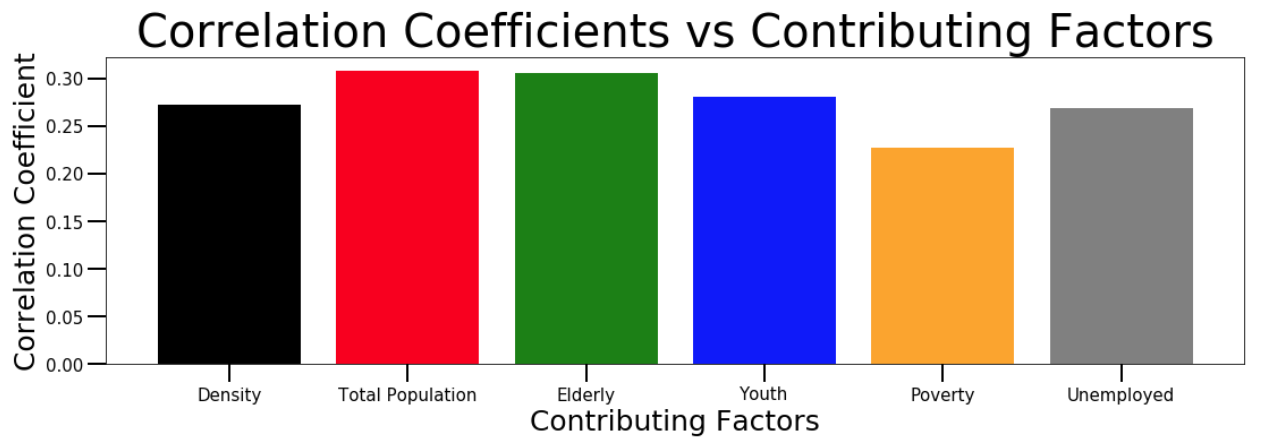 Correlation Coefficients vs Contributing Factors
Correlation Coefficient
0.30
0.25
0.20
0.15
0.10
0.05
0.00
Density Total Population Elderly Youth Poverty Unemployed
Contributing Factors